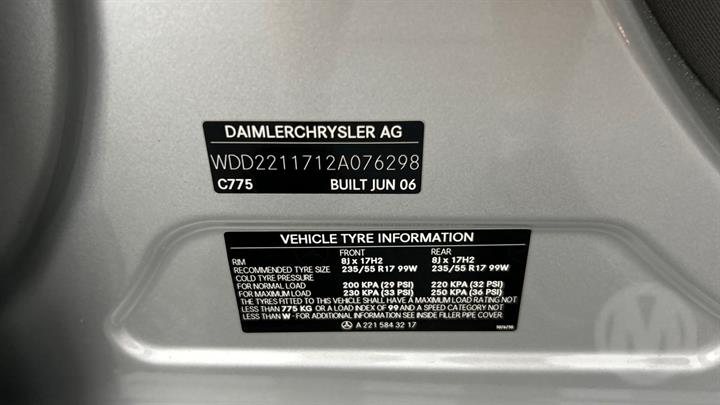 DAIMLERCHRYSLER AG
WDD2211712A076298
C775 BUILT JUN 06
VEHICLE TYRE INFORMATION
FRONT REAR
RIM 8J x 17H2 8J x 17H2
RECOMMENDED TYRE SIZE 235/55 R17 99W 235/55 R17 99W
COLD TYRE PRESSURE
FOR NORMAL LOAD 200 KPA (29 PSI) 220 KPA (32 PSI)
FOR MAXIMUM LOAD 230 KPA (33 PSI) 250 KPA (36 PSI)
THE TYRES FITTED TO THIS VEHICLE SHALL HAVE A MAXIMUM LOAD RATING NOT
LESS THAN 775 KG OR A LOAD INDEX OF 99 AND A SPEED CATEGORY NOT
LESS THAN W - FOR ADDITIONAL INFORMATION SEE INSIDE FILLER PIPE COVER.
A 221 584 32 17
M